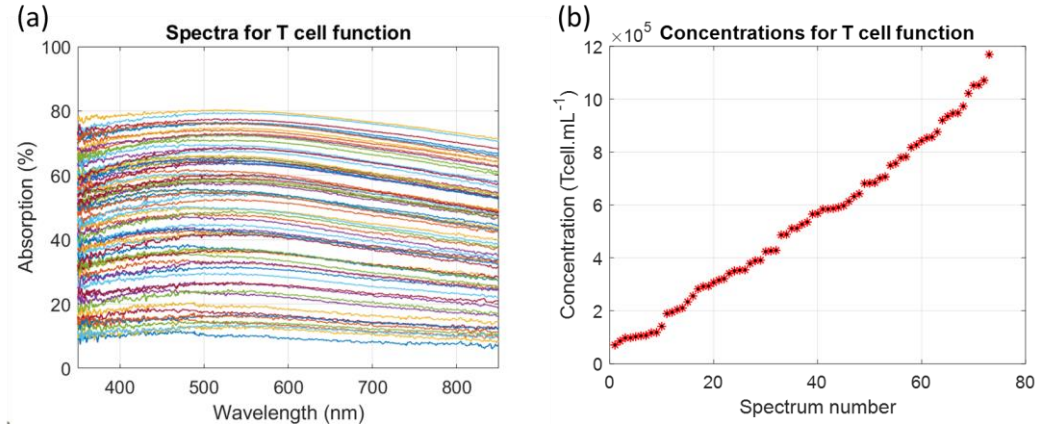 (a)
Spectra for T cell function
100
80
60
40
20
0
400 500 600 700 800
Absorption (%)
Wavelength (nm)
(b)
×10⁵ Concentrations for T cell function
12
10
8
6
4
2
0
0 20 40 60 80
Concentration (Tcell.mL⁻¹)
Spectrum number